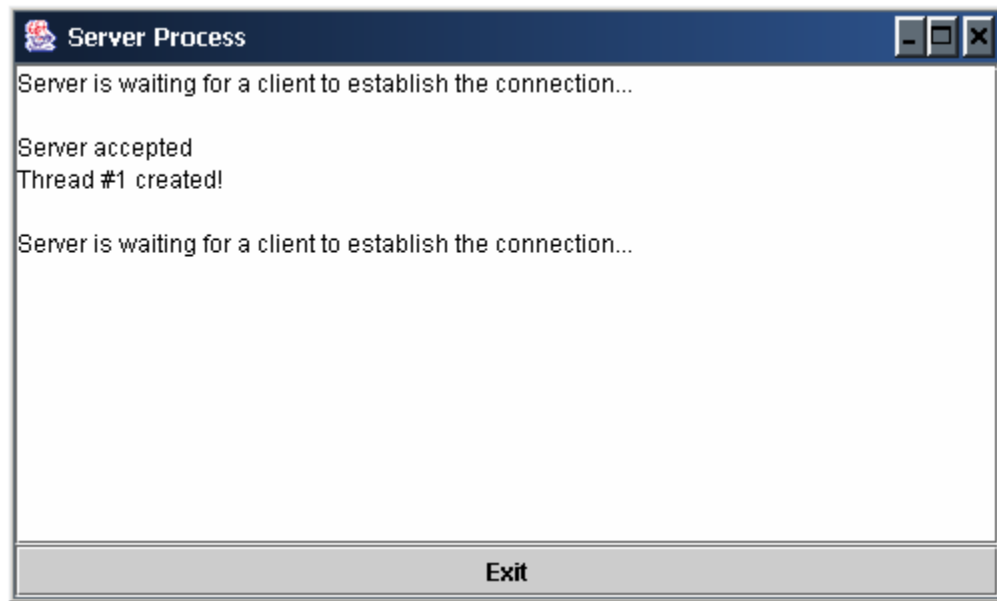 Server Process
Server is waiting for a client to establish the connection...
Server accepted
Thread #1 created!
Server is waiting for a client to establish the connection...
Exit